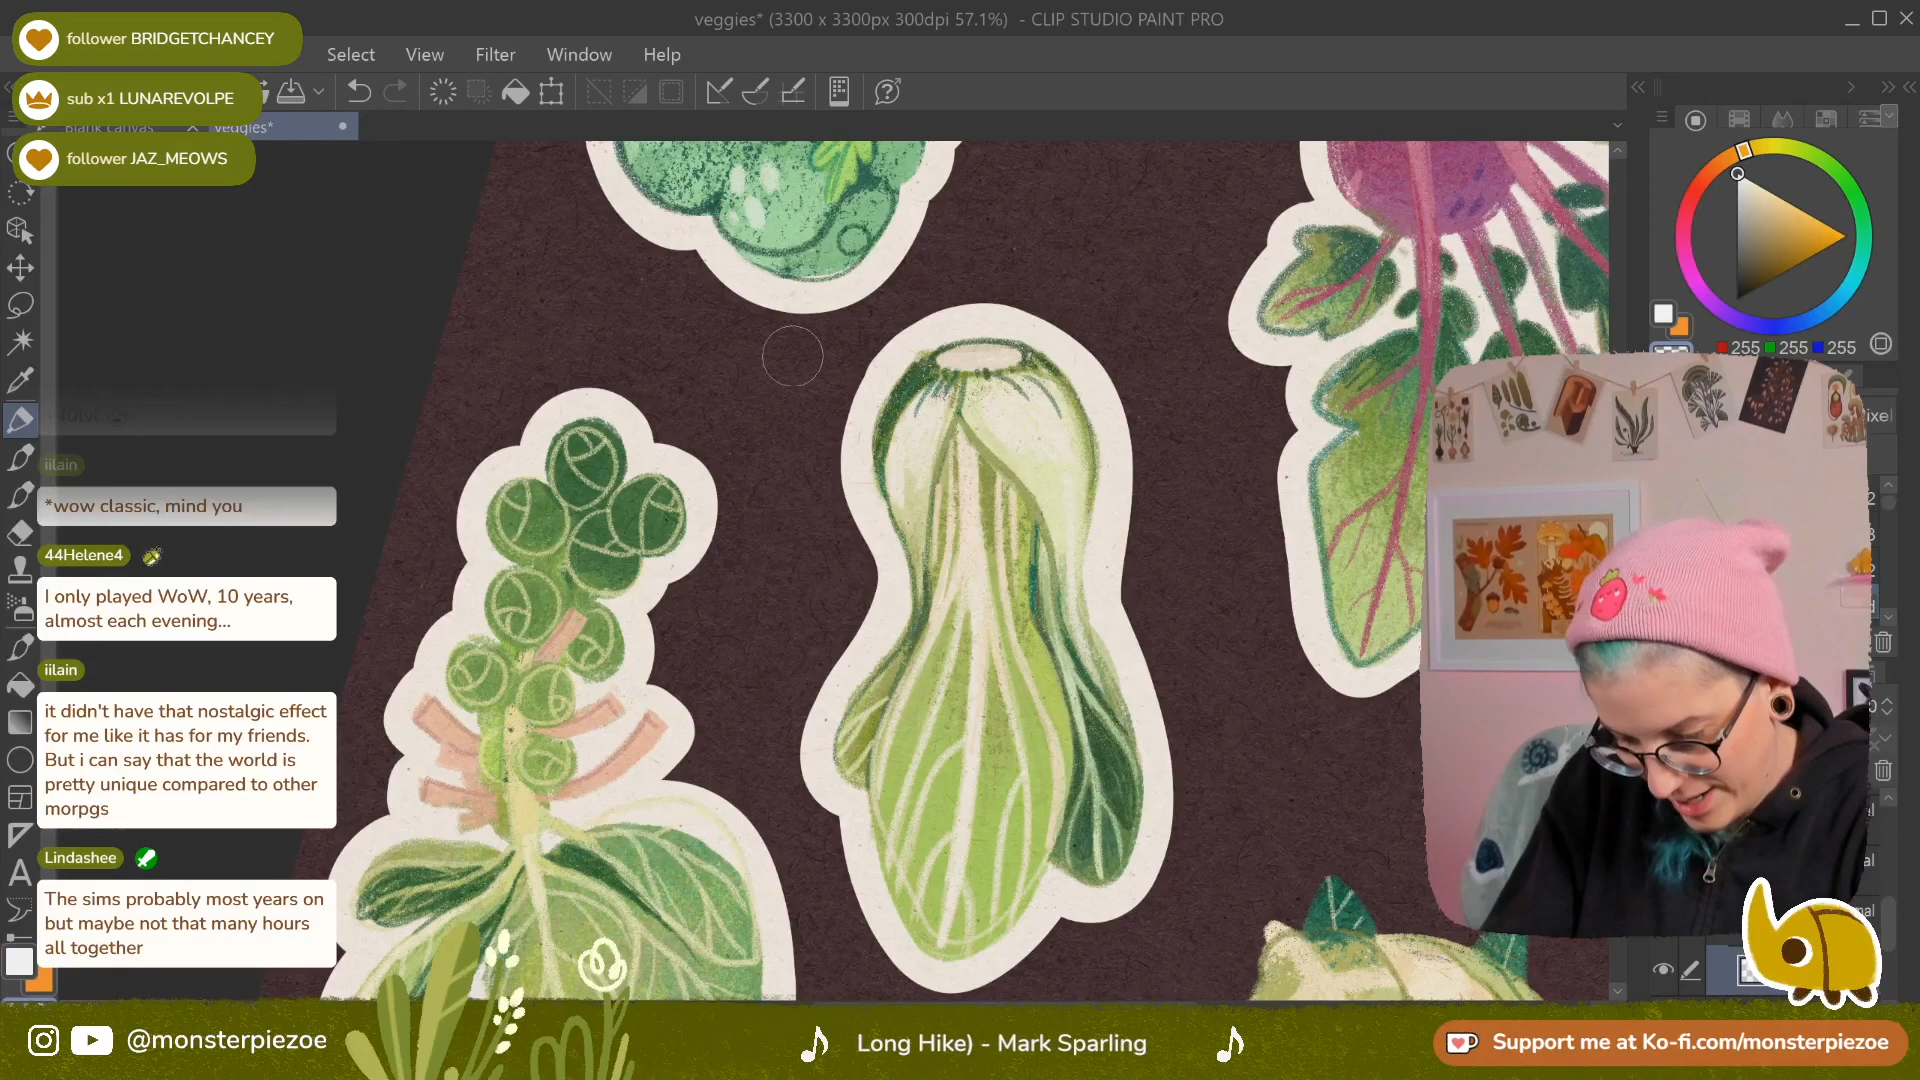 veggies* (3300 x 3300px 300dpi 57.1%) - CLIP STUDIO PAINT PRO
follower BRIDGETCHANCEY
Select View Filter Window Help
sub x1 LUNAREVOLPE
Blank canvas veggies*
follower JAZ_MEOWS
255 255 255
iilain
*wow classic, mind you
44Helene4
I only played WoW, 10 years,
almost each evening...
iilain
it didn't have that nostalgic effect
for me like it has for my friends.
But i can say that the world is
pretty unique compared to other
morpgs
Lindashee
The sims probably most years on
but maybe not that many hours
all together
@monsterpiezoe
Long Hike) - Mark Sparling
Support me at Ko-fi.com/monsterpiezoe